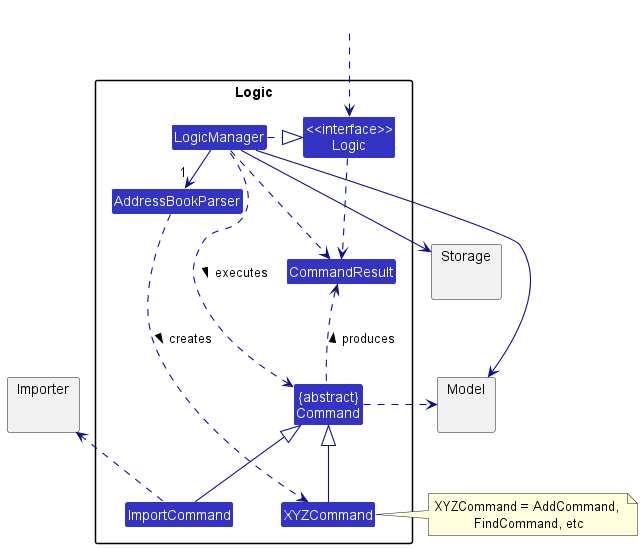 Logic
LogicManager
<<interface>>
Logic
1
AddressBookParser
Storage
CommandResult
executes
creates
produces
Importer
{abstract}
Command
Model
ImportCommand
XYZCommand
XYZCommand = AddCommand,
FindCommand, etc